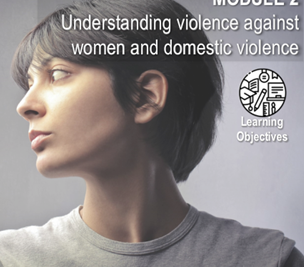 MODULE 2
Understanding violence against
women and domestic violence
Learning
Objectives